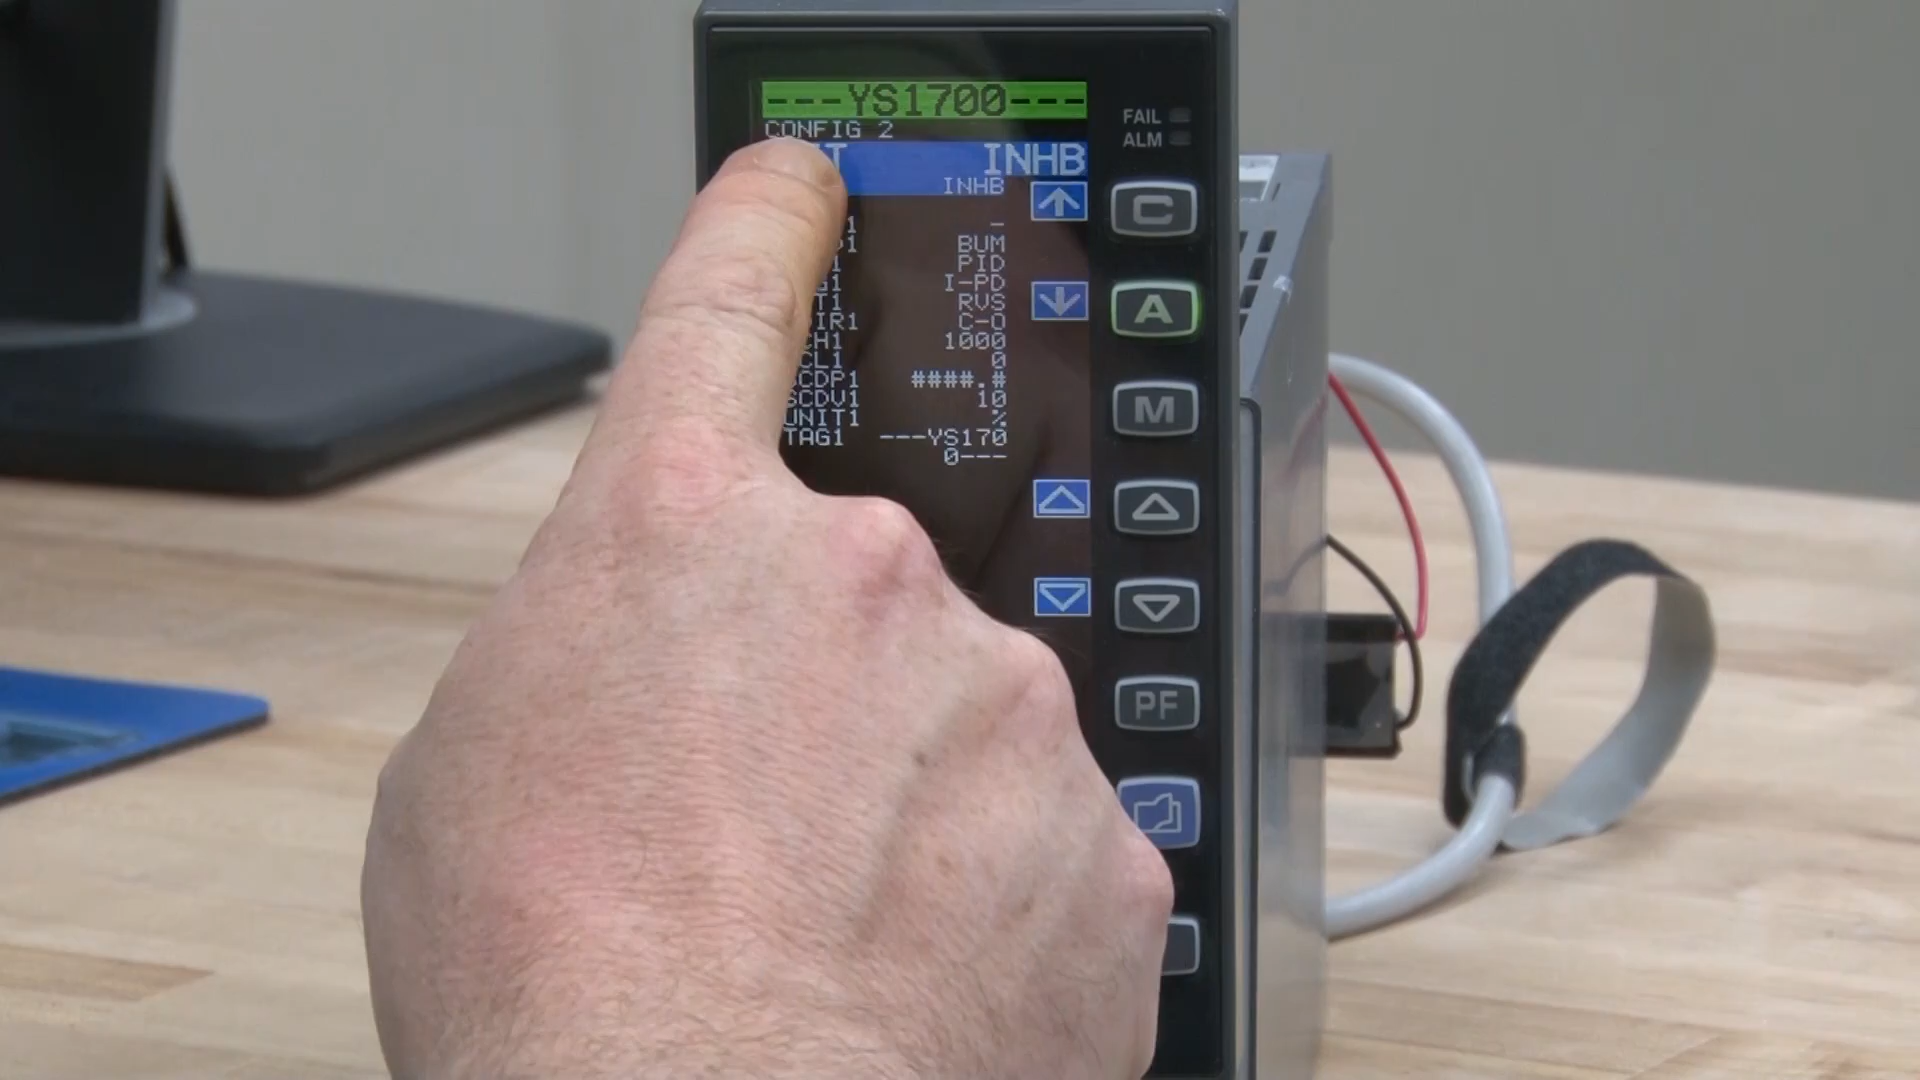 ---YS1700---
CONFIG 2
INHB
INHB
-
BUM
PID
I-PD
RVS
C-O
1000
0
SCDP1 ####.#
SCDV1 10
UNIT1 %
TAG1 ---YS170
0---
FAIL
ALM
C
A
M
PF